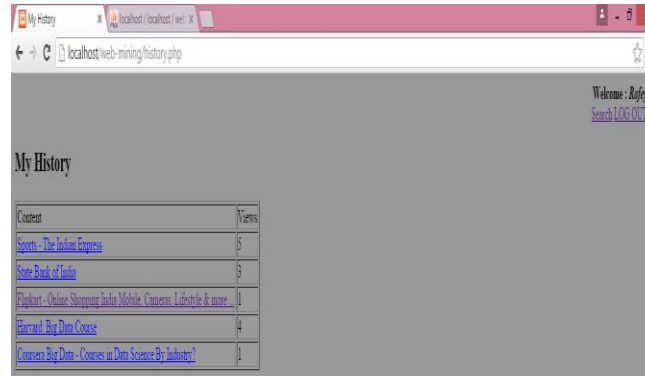 My History
localhost / localhost / web
localhost/web-mining/history.php
Welcome : Rafey
Search LOG OUT
My History
Content Views
Sports - The Indian Express 5
State Bank of India 3
Flipkart - Online Shopping India Mobile, Cameras, Lifestyle & more... 1
Harvard: Big Data Course 4
Coursera Big Data - Courses in Data Science By Industry? 1